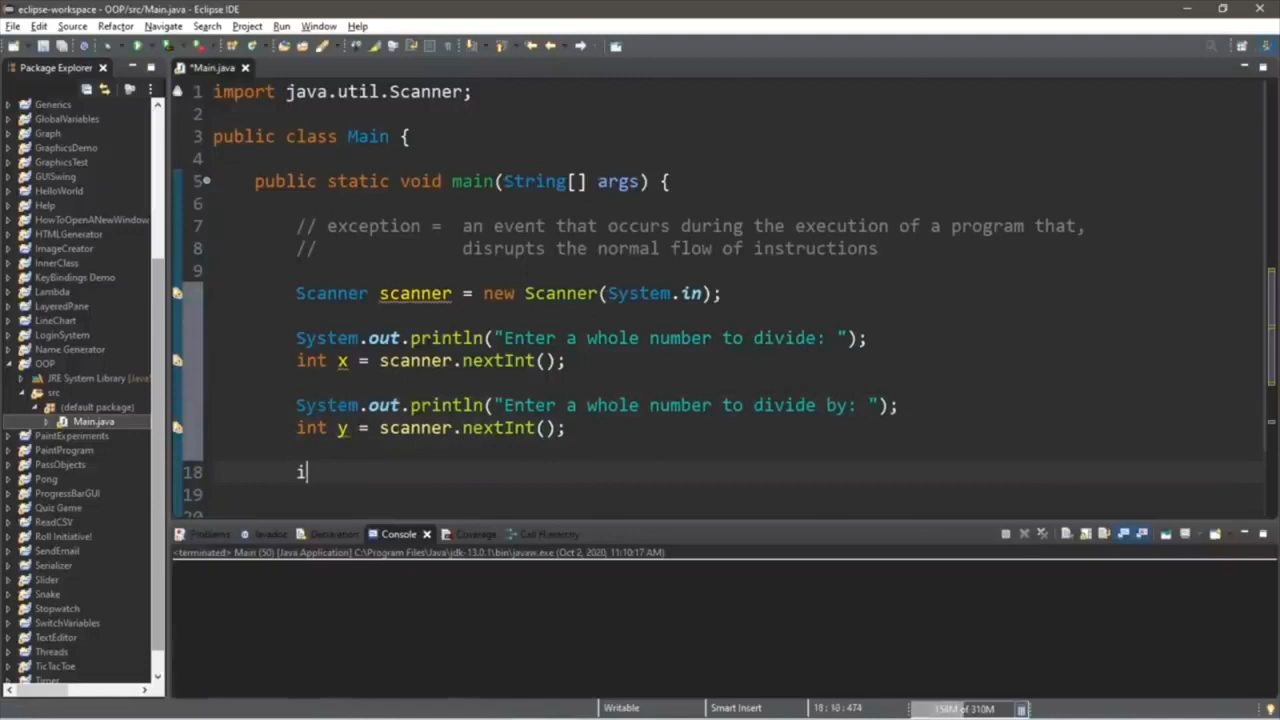 eclipse-workspace - OOP/src/Main.java - Eclipse IDE
File Edit Source Refactor Navigate Search Project Run Window Help
Package Explorer
*Main.java
Generics
GlobalVariables
Graph
GraphicsDemo
GraphicsTest
GUISwing
HelloWorld
Help
HowToOpenANewWindow
HTMLGenerator
ImageCreator
InnerClass
KeyBindings Demo
Lambda
LayeredPane
LineChart
LoginSystem
Name Generator
OOP
JRE System Library [Java
src
(default package)
Main.java
PaintExperiments
PaintProgram
PassObjects
Pong
ProgressBarGUI
Quiz Game
ReadCSV
Roll Initiative!
SendEmail
Serializer
Slider
Snake
Stopwatch
SwitchVariables
TextEditor
Threads
TicTacToe
Timer
1 import java.util.Scanner;
2
3 public class Main {
4
5 public static void main(String[] args) {
6
7 // exception = an event that occurs during the execution of a program that,
8 // disrupts the normal flow of instructions
9
Scanner scanner = new Scanner(System.in);
System.out.println("Enter a whole number to divide: ");
int x = scanner.nextInt();
System.out.println("Enter a whole number to divide by: ");
int y = scanner.nextInt();
18 i
19
20
Problems Javadoc Declaration Console Coverage Call Hierarchy
<terminated> Main (50) [Java Application] C:\Program Files\Java\jdk-13.0.1\bin\javaw.exe (Oct 2, 2020, 11:10:17 AM)
Writable Smart Insert 18 : 10 : 474 158M of 310M